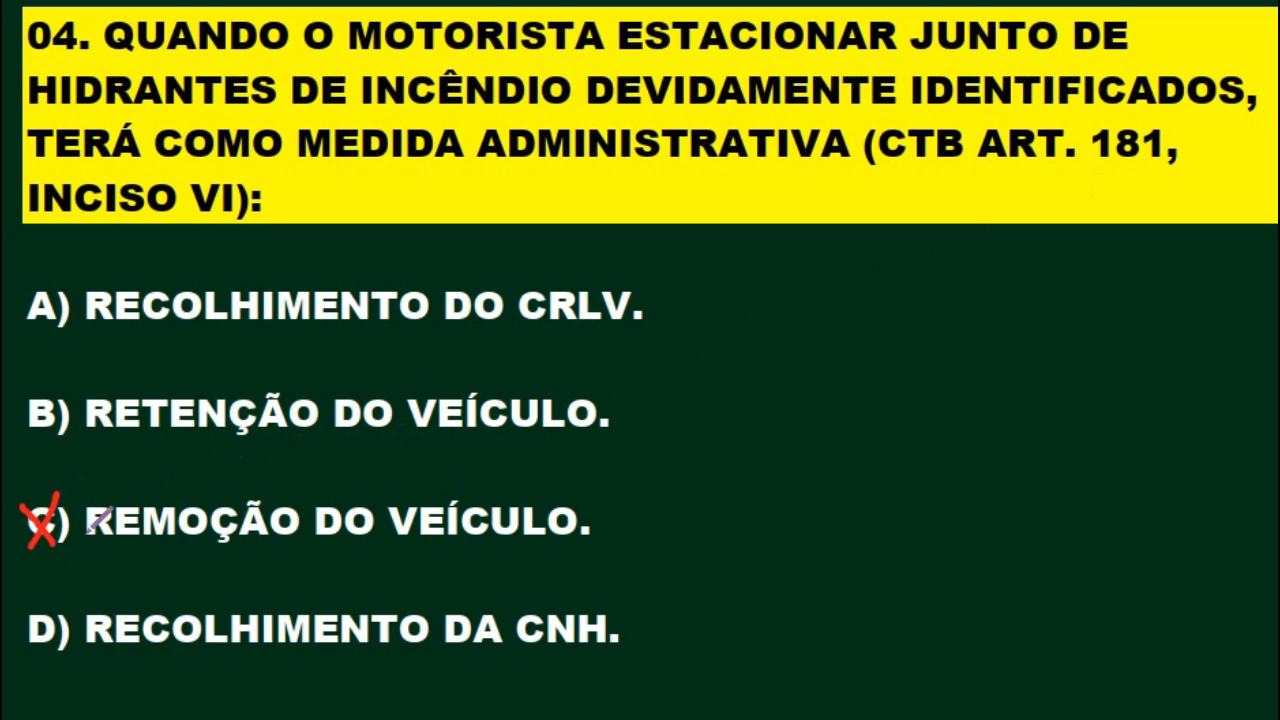 04. QUANDO O MOTORISTA ESTACIONAR JUNTO DE
HIDRANTES DE INCÊNDIO DEVIDAMENTE IDENTIFICADOS,
TERÁ COMO MEDIDA ADMINISTRATIVA (CTB ART. 181,
INCISO VI):
A) RECOLHIMENTO DO CRLV.
B) RETENÇÃO DO VEÍCULO.
C) REMOÇÃO DO VEÍCULO.
D) RECOLHIMENTO DA CNH.